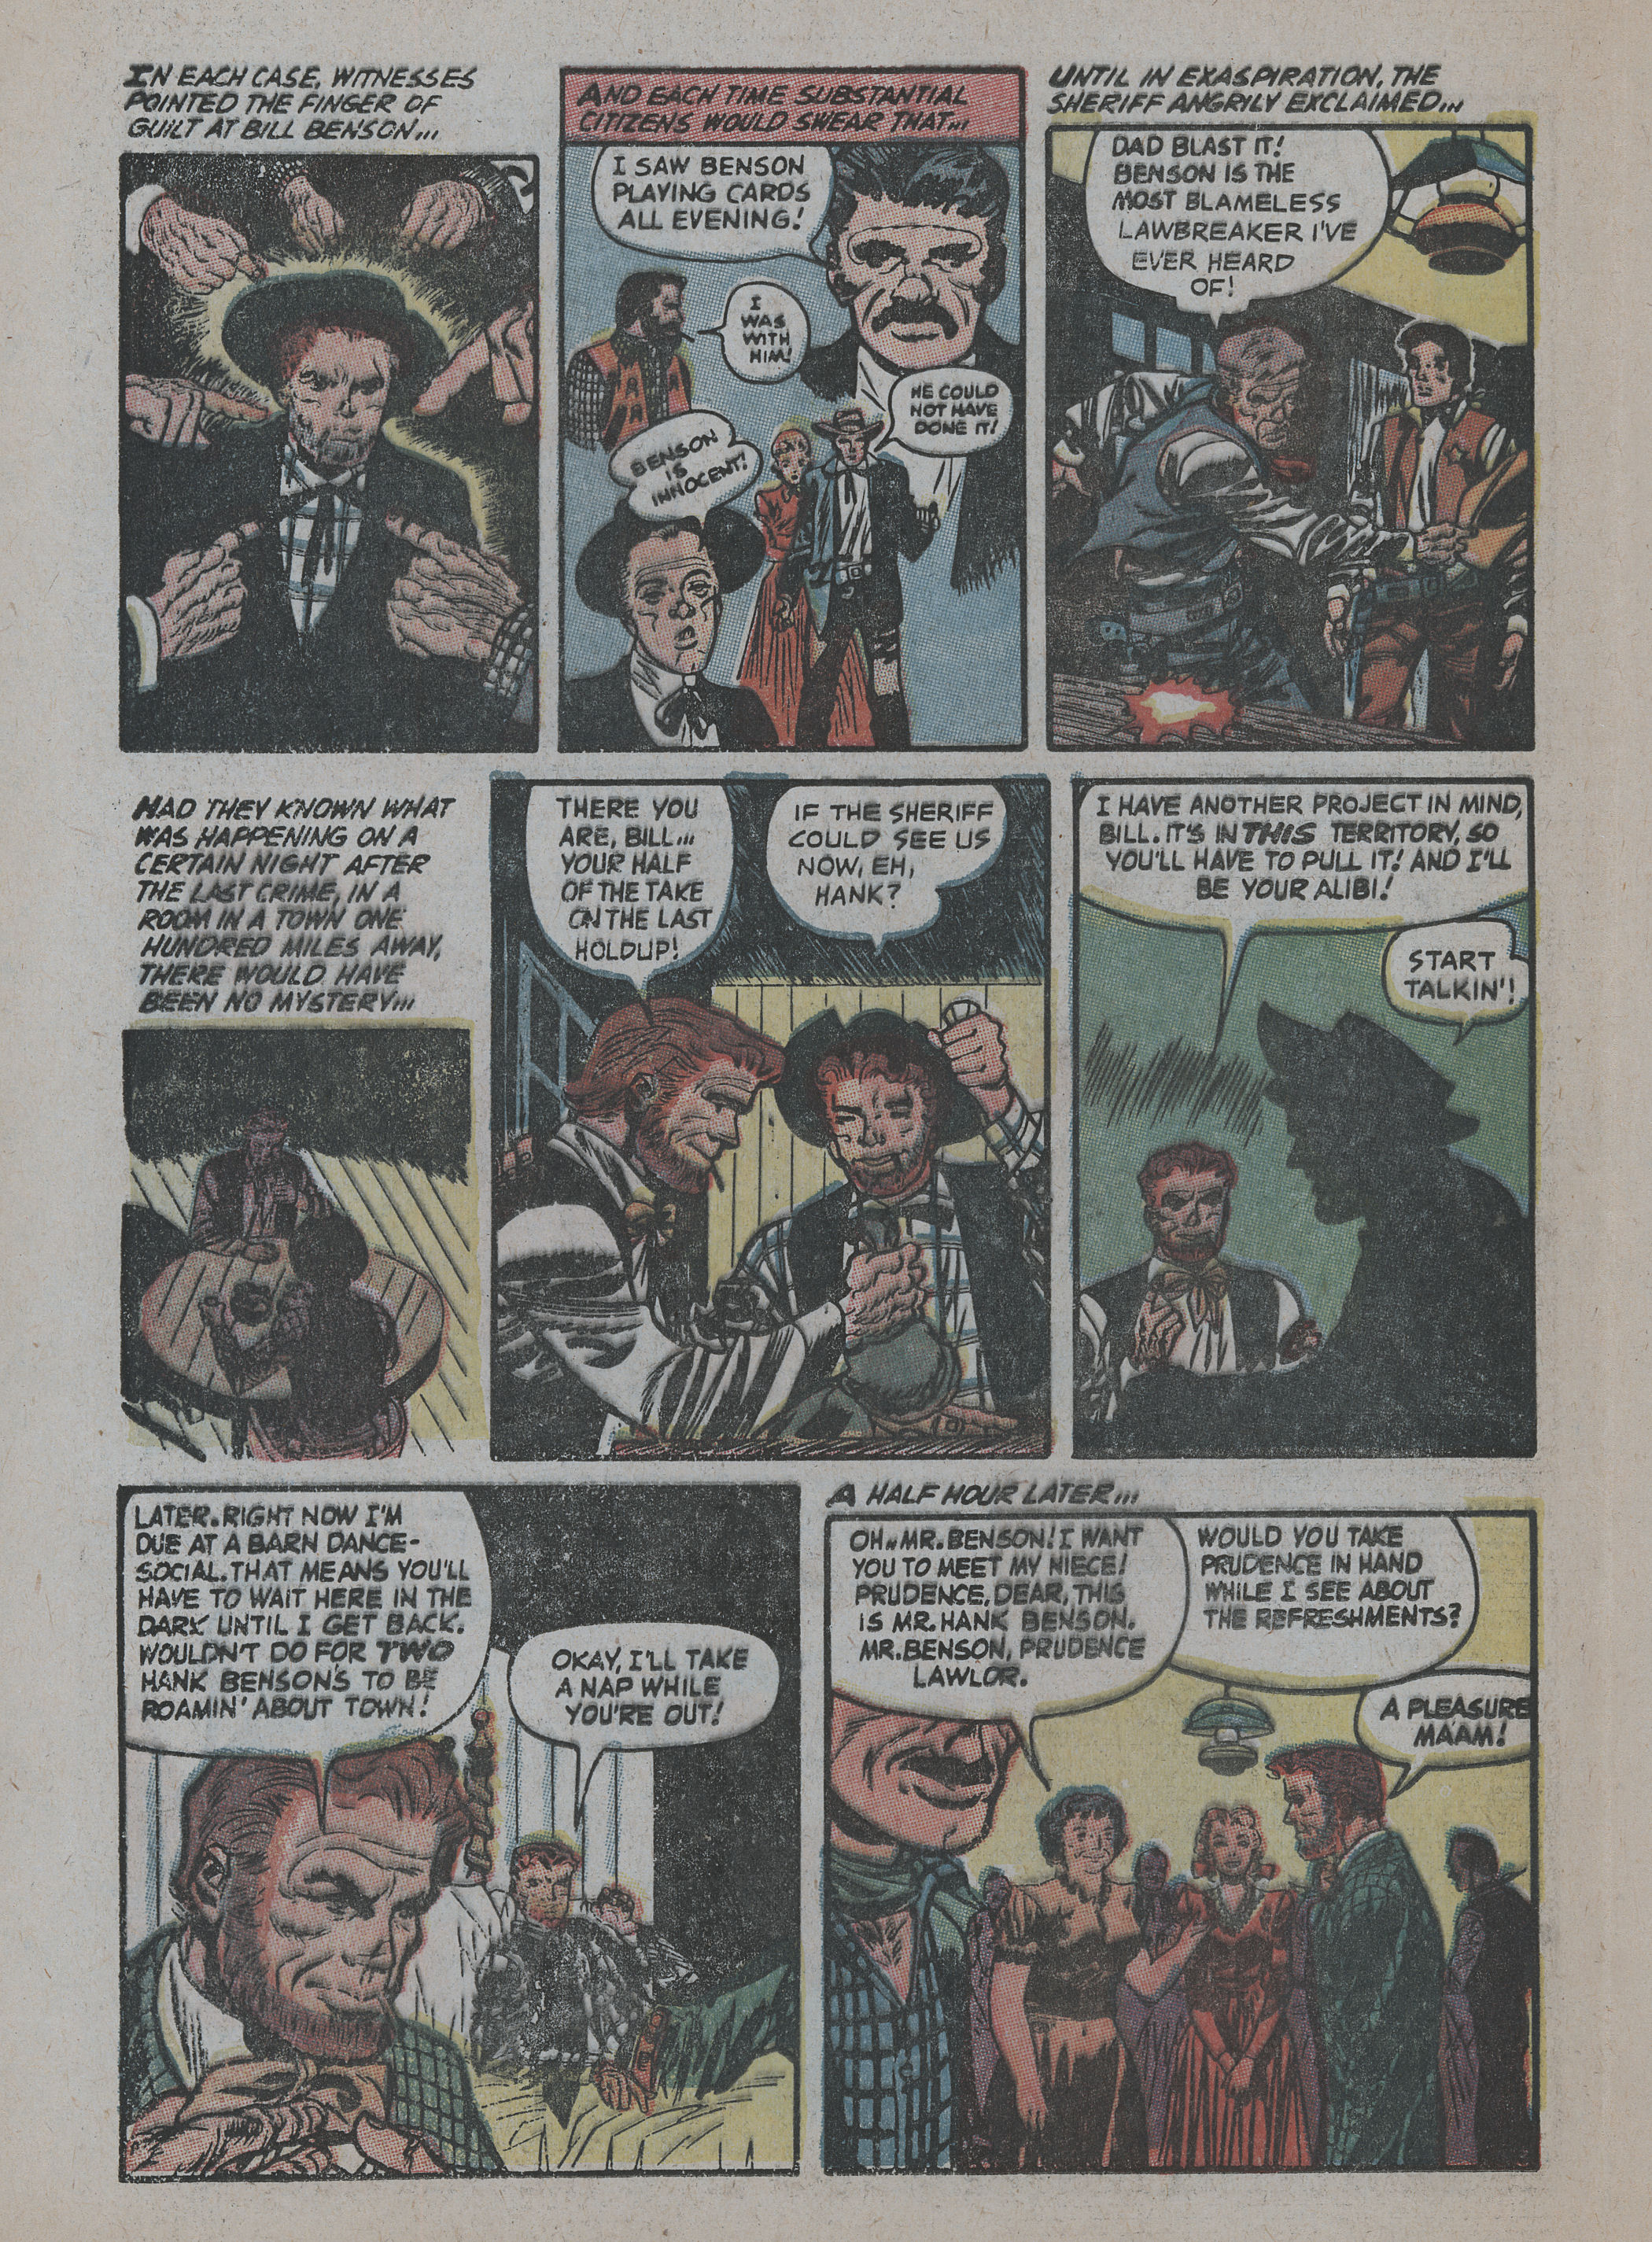 IN EACH CASE, WITNESSES
POINTED THE FINGER OF
GUILT AT BILL BENSON...
AND EACH TIME SUBSTANTIAL
CITIZENS WOULD SWEAR THAT...
I SAW BENSON
PLAYING CARDS
ALL EVENING!
I
WAS
WITH
HIM!
HE COULD
NOT HAVE
DONE IT!
BENSON
IS
INNOCENT!
UNTIL IN EXASPIRATION, THE
SHERIFF ANGRILY EXCLAIMED...
DAD BLAST IT!
BENSON IS THE
MOST BLAMELESS
LAWBREAKER I'VE
EVER HEARD
OF!
HAD THEY KNOWN WHAT
WAS HAPPENING ON A
CERTAIN NIGHT AFTER
THE LAST CRIME, IN A
ROOM IN A TOWN ONE
HUNDRED MILES AWAY,
THERE WOULD HAVE
BEEN NO MYSTERY...
THERE YOU
ARE, BILL...
YOUR HALF
OF THE TAKE
ON THE LAST
HOLDUP!
IF THE SHERIFF
COULD SEE US
NOW, EH,
HANK?
I HAVE ANOTHER PROJECT IN MIND,
BILL. IT'S IN THIS TERRITORY, SO
YOU'LL HAVE TO PULL IT! AND I'LL
BE YOUR ALIBI!
START
TALKIN'!
LATER. RIGHT NOW I'M
DUE AT A BARN DANCE-
SOCIAL. THAT MEANS YOU'LL
HAVE TO WAIT HERE IN THE
DARK UNTIL I GET BACK.
WOULDN'T DO FOR TWO
HANK BENSON'S TO BE
ROAMIN' ABOUT TOWN!
OKAY, I'LL TAKE
A NAP WHILE
YOU'RE OUT!
A HALF HOUR LATER...
OH~MR. BENSON! I WANT
YOU TO MEET MY NIECE!
PRUDENCE, DEAR, THIS
IS MR. HANK BENSON.
MR. BENSON, PRUDENCE
LAWLOR.
WOULD YOU TAKE
PRUDENCE IN HAND
WHILE I SEE ABOUT
THE REFRESHMENTS?
A PLEASURE
MA'AM!